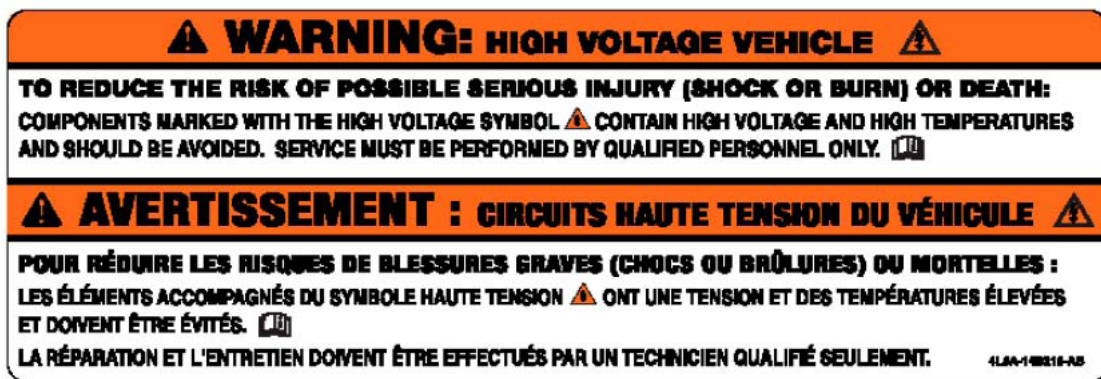 WARNING: HIGH VOLTAGE VEHICLE
TO REDUCE THE RISK OF POSSIBLE SERIOUS INJURY (SHOCK OR BURN) OR DEATH:
COMPONENTS MARKED WITH THE HIGH VOLTAGE SYMBOL CONTAIN HIGH VOLTAGE AND HIGH TEMPERATURES
AND SHOULD BE AVOIDED. SERVICE MUST BE PERFORMED BY QUALIFIED PERSONNEL ONLY.
AVERTISSEMENT : CIRCUITS HAUTE TENSION DU VÉHICULE
POUR RÉDUIRE LES RISQUES DE BLESSURES GRAVES (CHOCS OU BRÛLURES) OU MORTELLES :
LES ÉLÉMENTS ACCOMPAGNÉS DU SYMBOLE HAUTE TENSION ONT UNE TENSION ET DES TEMPÉRATURES ÉLEVÉES
ET DOIVENT ÊTRE ÉVITÉS.
LA RÉPARATION ET L'ENTRETIEN DOIVENT ÊTRE EFFECTUÉS PAR UN TECHNICIEN QUALIFIÉ SEULEMENT.